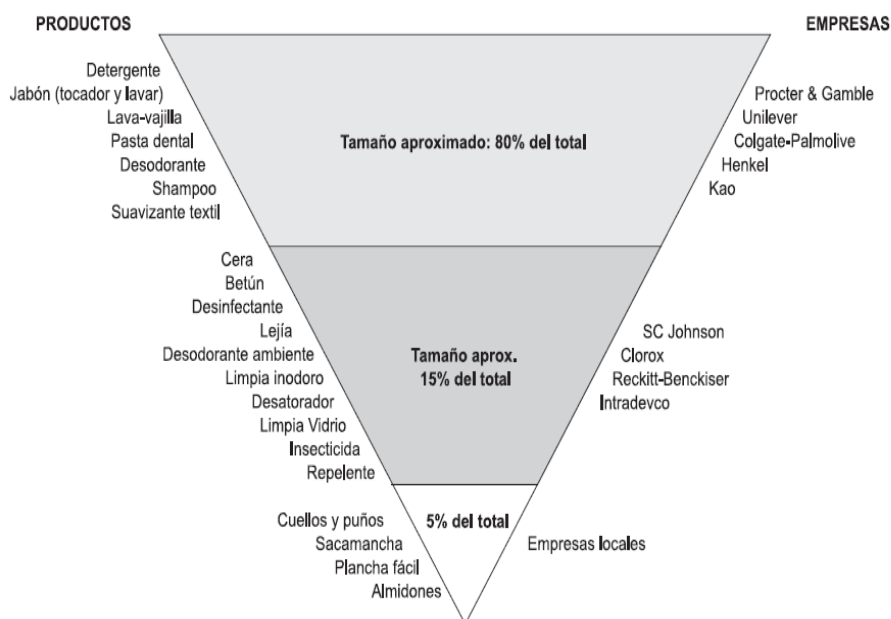 PRODUCTOS
EMPRESAS
Detergente
Jabón (tocador y lavar)
Lava-vajilla
Pasta dental
Desodorante
Shampoo
Suavizante textil
Tamaño aproximado: 80% del total
Procter & Gamble
Unilever
Colgate-Palmolive
Henkel
Kao
Cera
Betún
Desinfectante
Lejía
Desodorante ambiente
Limpia inodoro
Desatorador
Limpia Vidrio
Insecticida
Repelente
Tamaño aprox.
15% del total
SC Johnson
Clorox
Reckitt-Benckiser
Intradevco
Cuellos y puños
Sacamancha
Plancha fácil
Almidones
5% del total
Empresas locales